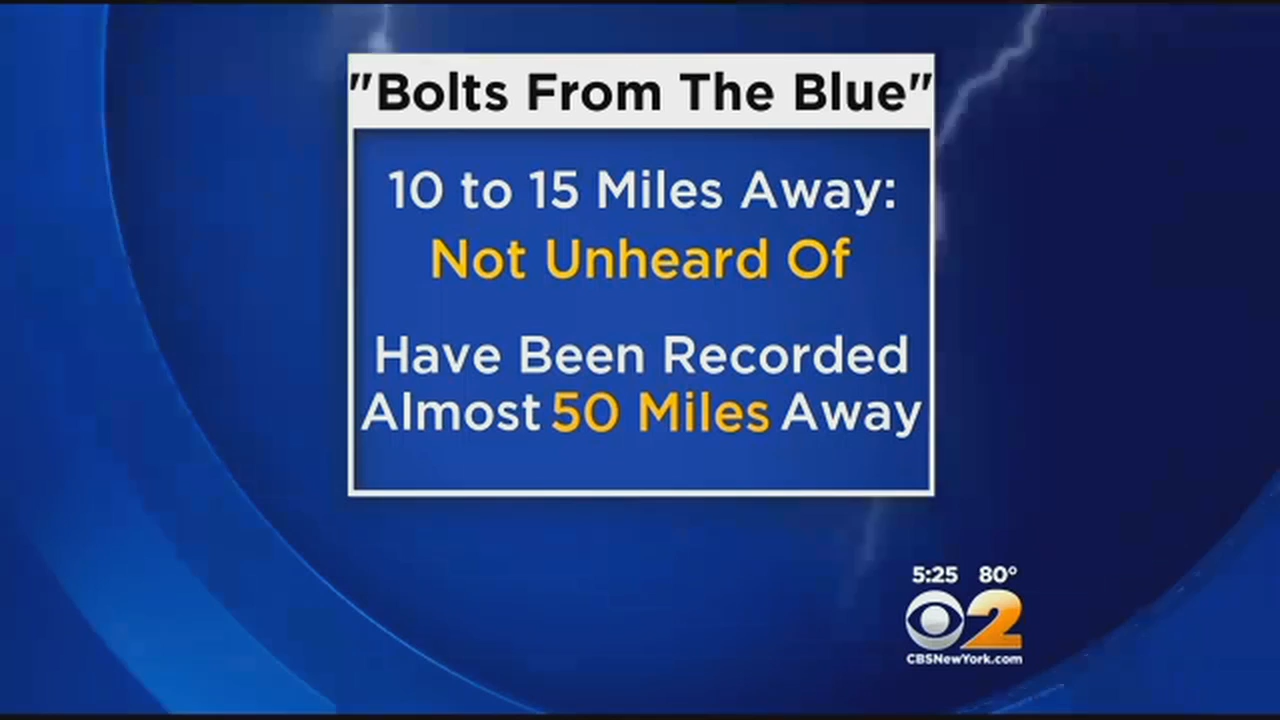 "Bolts From The Blue"
10 to 15 Miles Away:
Not Unheard Of
Have Been Recorded
Almost 50 Miles Away
5:25 80°
2
CBSNewYork.com